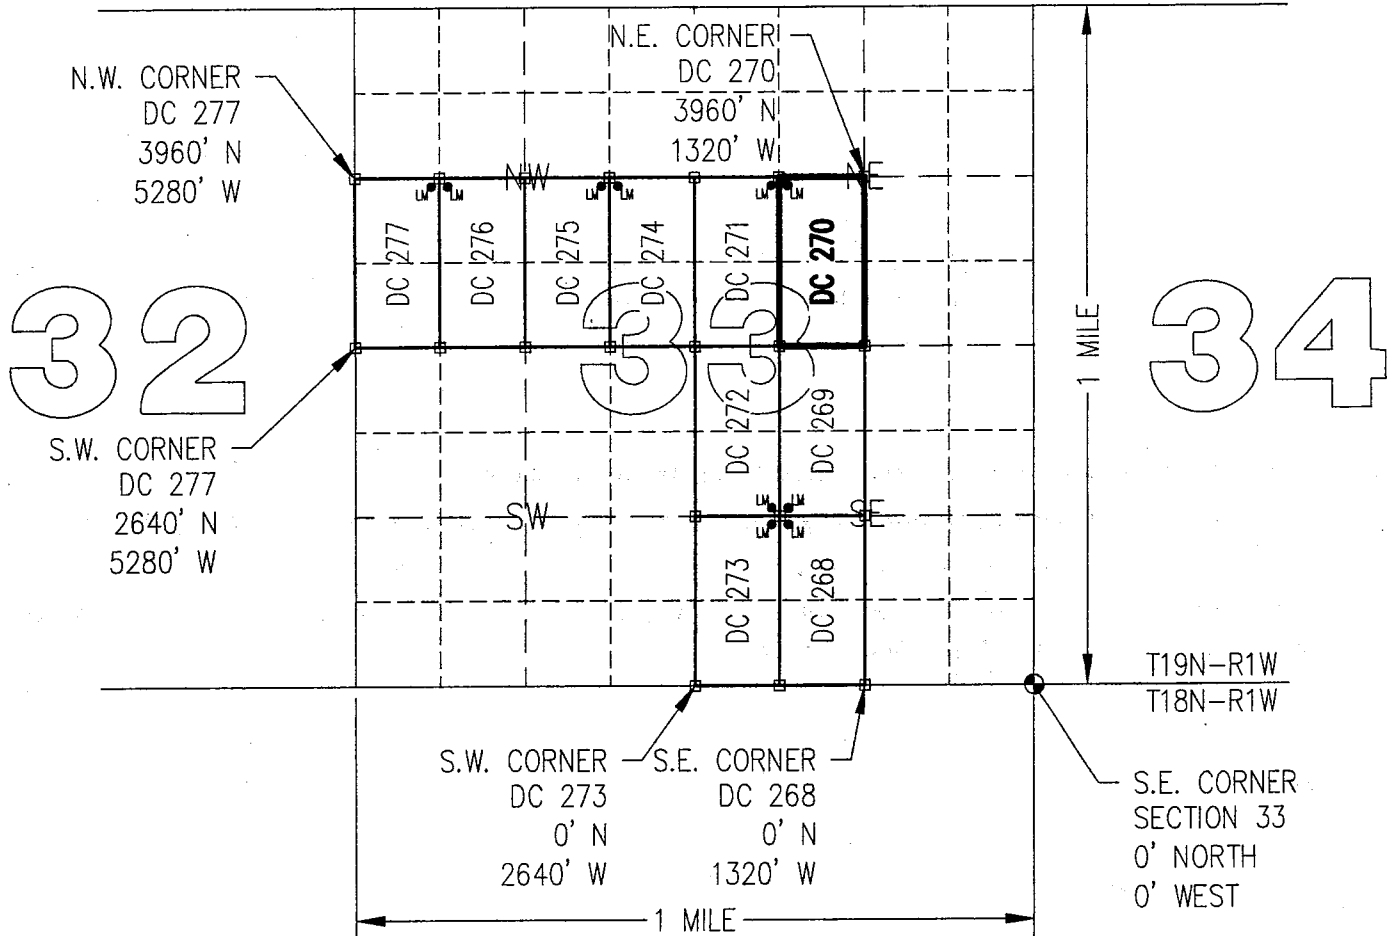 N.W. CORNER
DC 277
3960' N
5280' W
N.E. CORNER
DC 270
3960' N
1320' W
NW
NE
LM
LM
LM
LM
LM
LM
DC 277
DC 276
DC 275
DC 274
DC 271
DC 270
32
33
34
1 MILE
S.W. CORNER
DC 277
2640' N
5280' W
DC 272
DC 269
SW
SE
LM
LM
LM
LM
DC 273
DC 268
T19N-R1W
T18N-R1W
S.W. CORNER
DC 273
0' N
2640' W
S.E. CORNER
DC 268
0' N
1320' W
S.E. CORNER
SECTION 33
0' NORTH
0' WEST
1 MILE